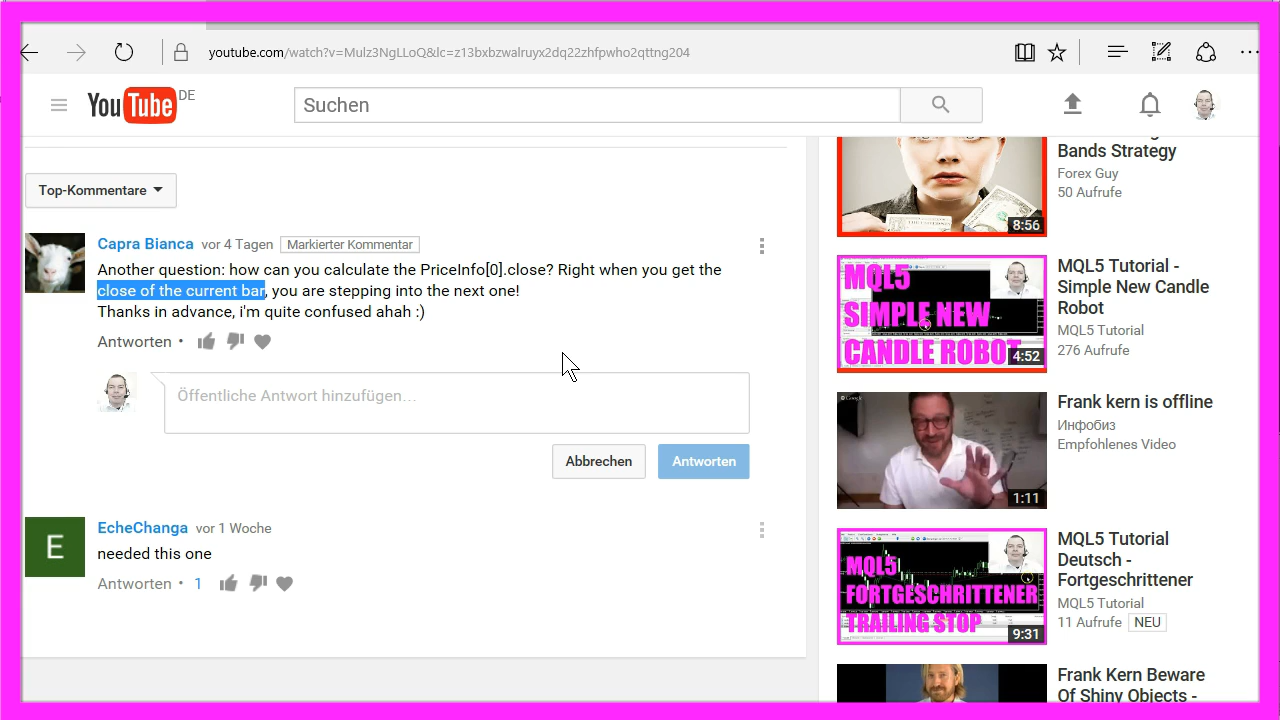 youtube.com/watch?v=Mulz3NgLLoQ&lc=z13bxbzwalruyx2dq22zhfpwho2qttng204
YouTube DE
Suchen
Top-Kommentare
Capra Bianca vor 4 Tagen Markierter Kommentar
Another question: how can you calculate the PriceInfo[0].close? Right when you get the
close of the current bar, you are stepping into the next one!
Thanks in advance, i'm quite confused ahah :)
Antworten •
Öffentliche Antwort hinzufügen...
Abbrechen Antworten
E
EcheChanga vor 1 Woche
needed this one
Antworten • 1
Bands Strategy
Forex Guy
50 Aufrufe
8:56
MQL5
SIMPLE NEW
CANDLE ROBOT
4:52
MQL5 Tutorial -
Simple New Candle
Robot
MQL5 Tutorial
276 Aufrufe
Google
1:11
Frank kern is offline
Инфобиз
Empfohlenes Video
MQL5
FORTGESCHRITTENER
TRAILING STOP
9:31
MQL5 Tutorial
Deutsch -
Fortgeschrittener
MQL5 Tutorial
11 Aufrufe NEU
Frank Kern Beware
Of Shiny Objects -